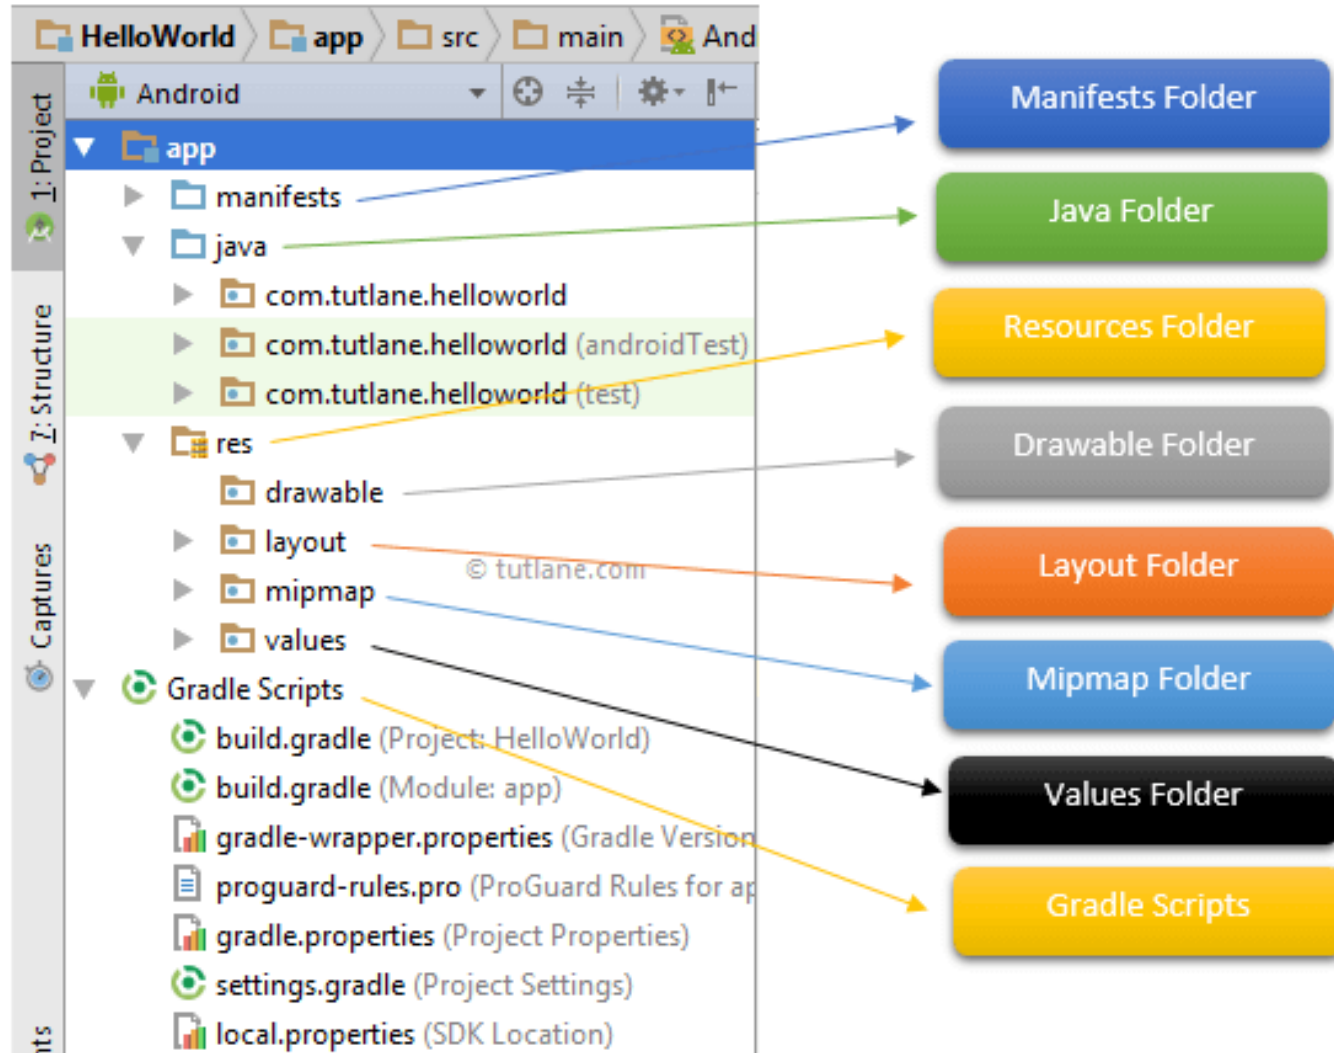 HelloWorld app src main And
Android
1: Project
7: Structure
Captures
app
manifests
java
com.tutlane.helloworld
com.tutlane.helloworld (androidTest)
com.tutlane.helloworld (test)
res
drawable
layout
© tutlane.com
mipmap
values
Gradle Scripts
build.gradle (Project: HelloWorld)
build.gradle (Module: app)
gradle-wrapper.properties (Gradle Version
proguard-rules.pro (ProGuard Rules for ap
gradle.properties (Project Properties)
settings.gradle (Project Settings)
local.properties (SDK Location)
Manifests Folder
Java Folder
Resources Folder
Drawable Folder
Layout Folder
Mipmap Folder
Values Folder
Gradle Scripts